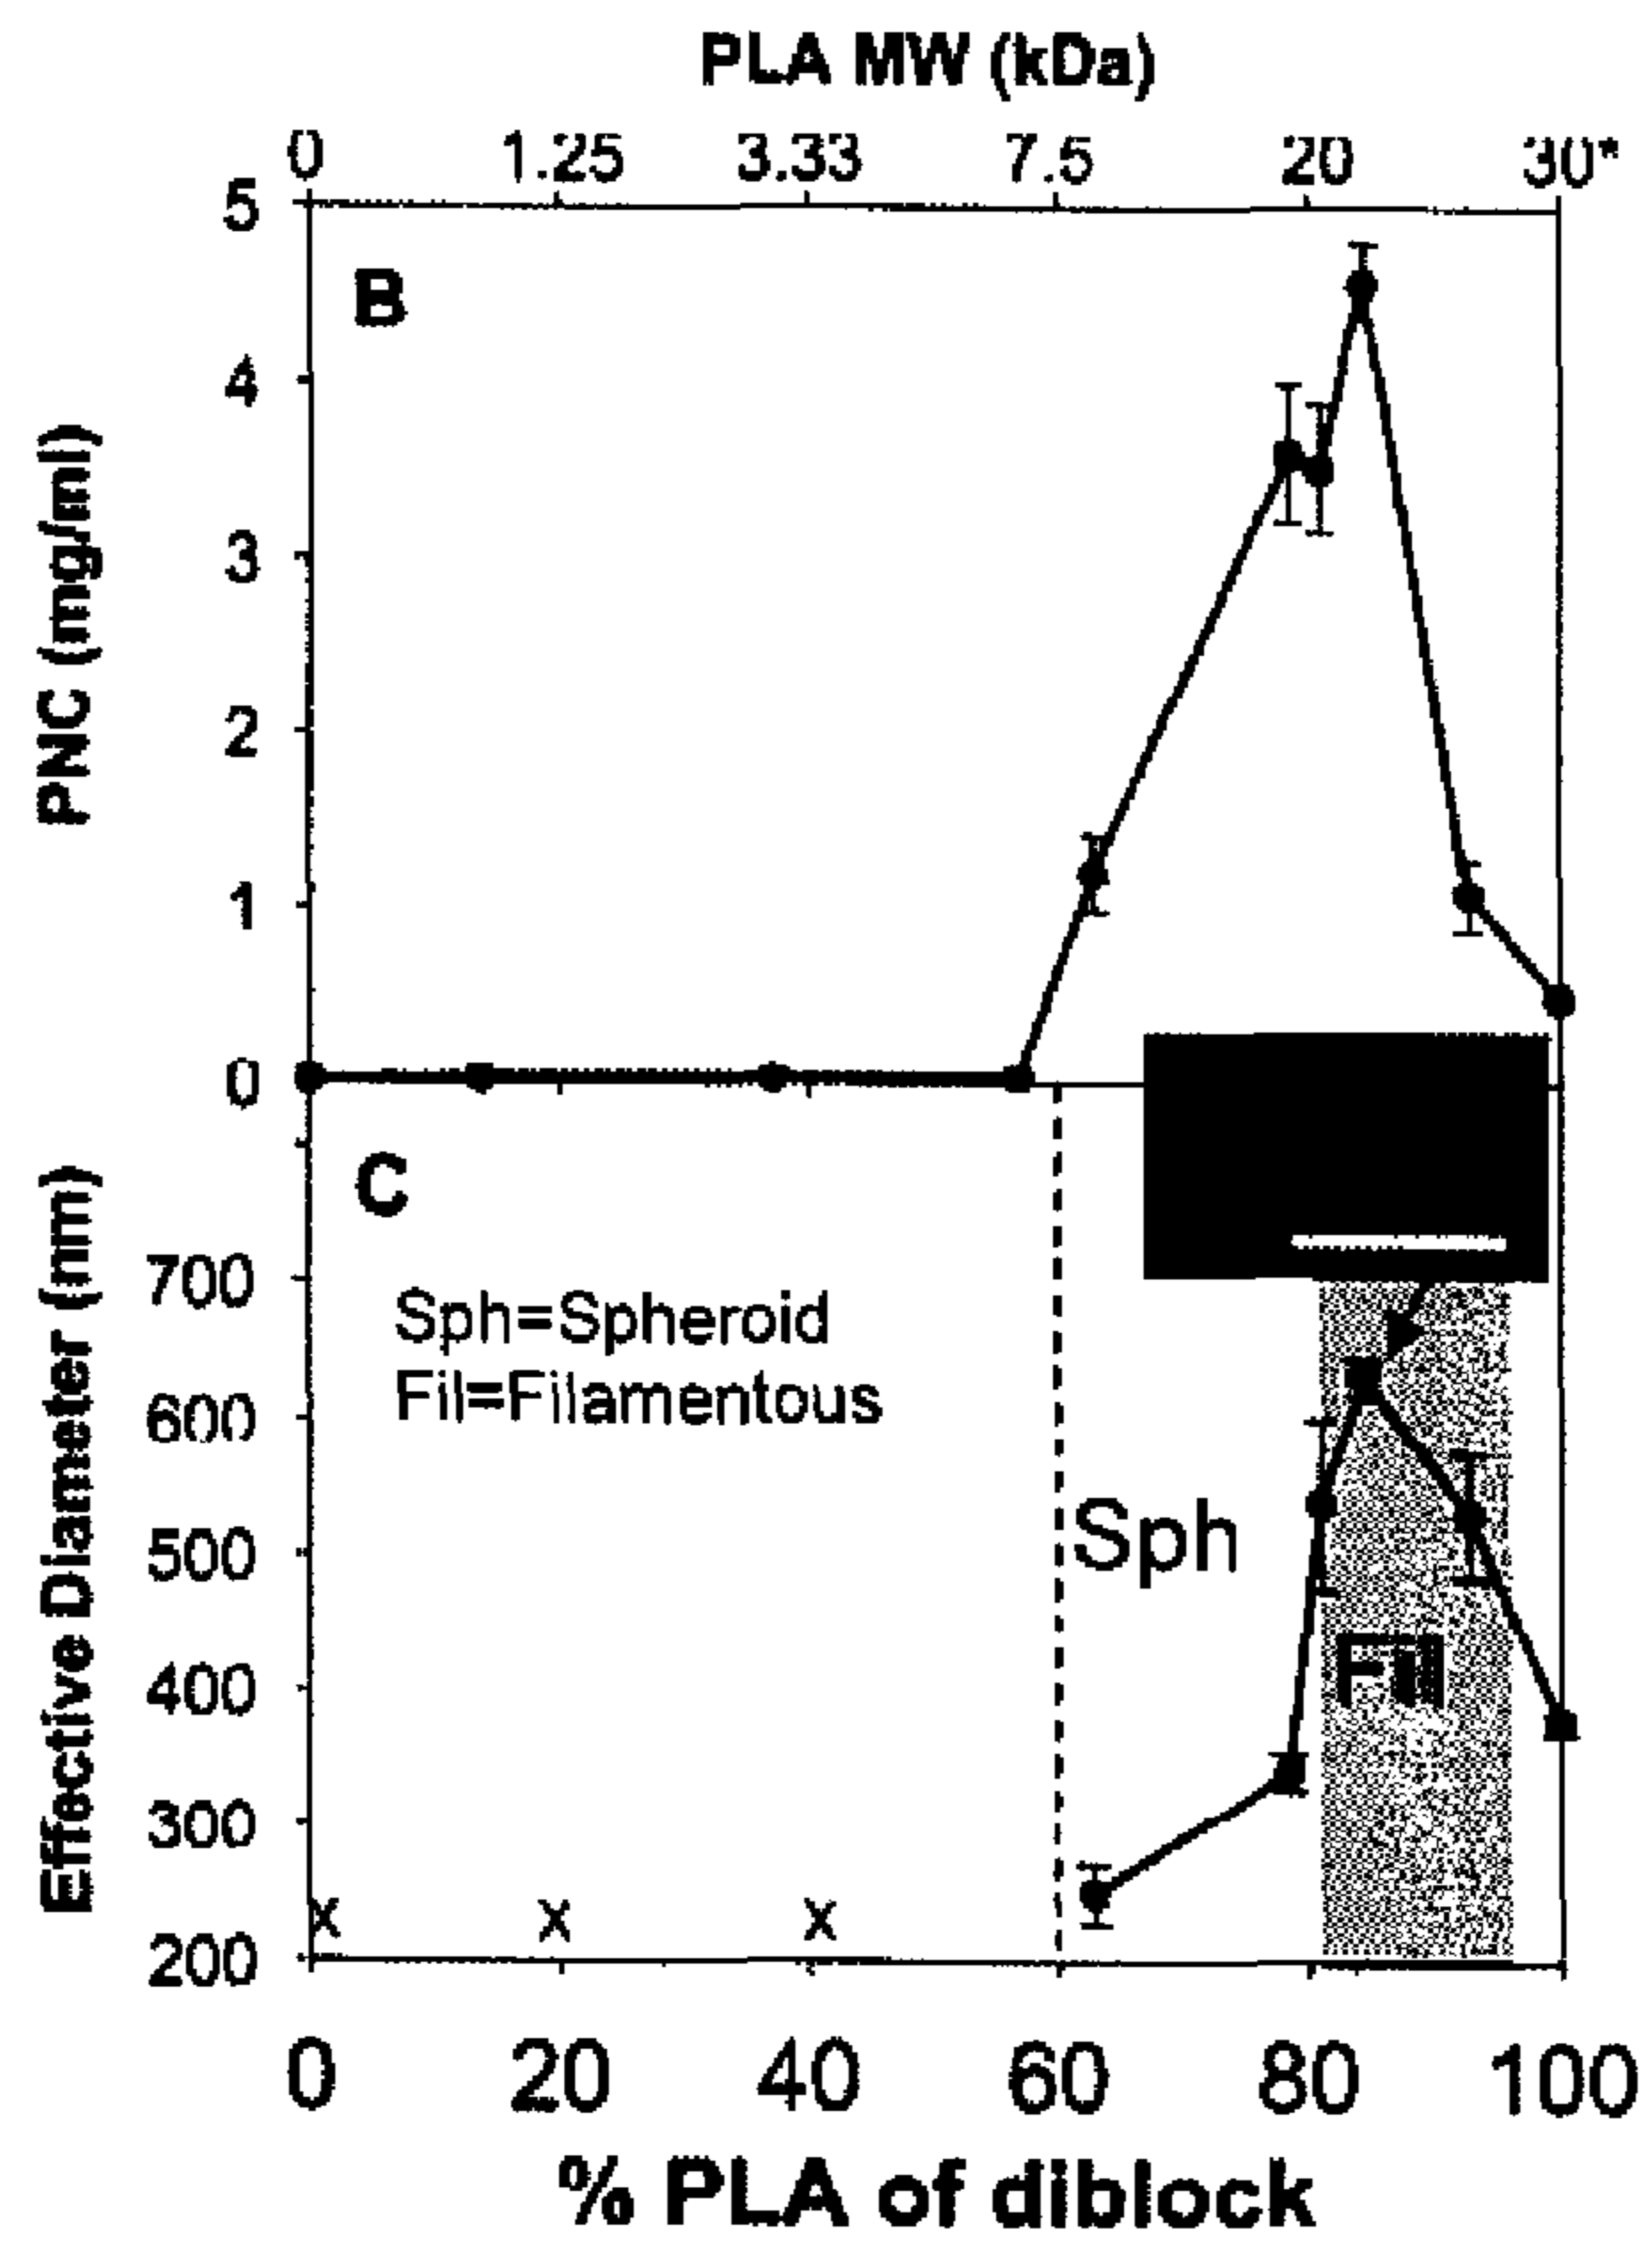 PLA MW (kDa)
0 1.25 3.33 7.5 20 30*
5
B
4
3
2
1
0
PNC (mg/ml)
C
700
Sph=Spheroid
Fil=Filamentous
600
Sph
500
Fil
400
300
x x x
200
Effective Diameter (nm)
0 20 40 60 80 100
% PLA of diblock